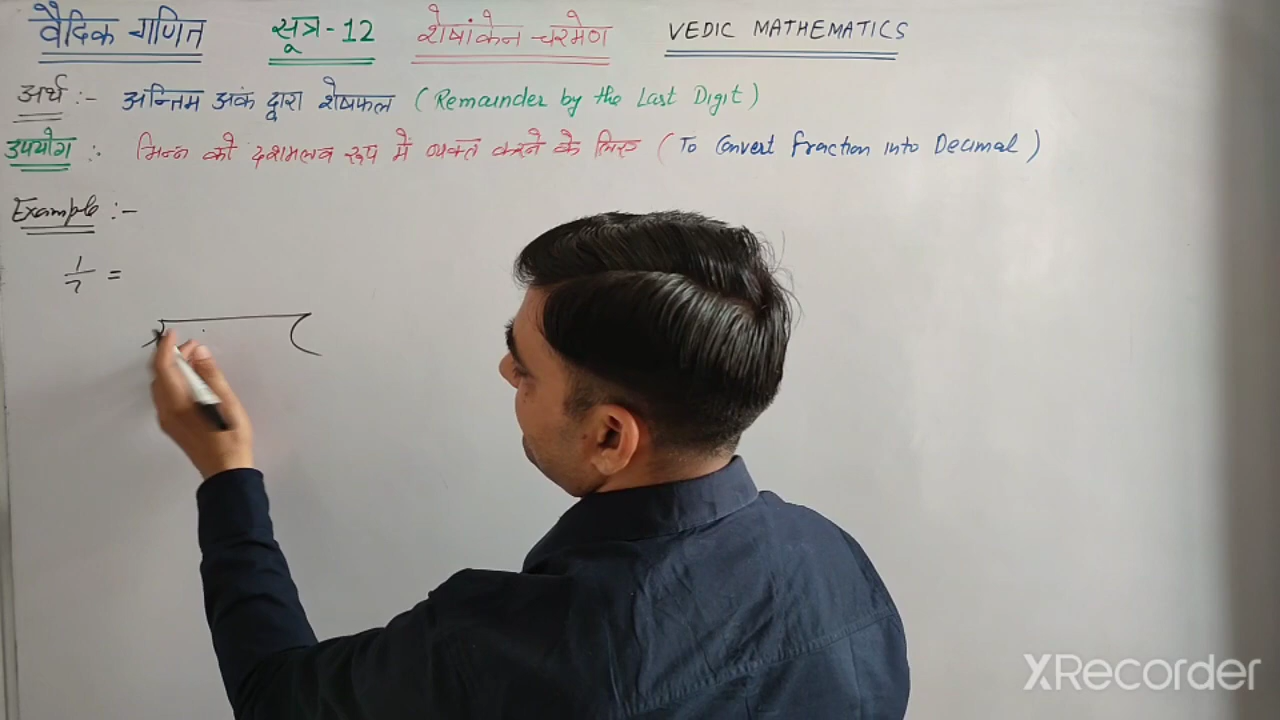 वैदिक गणित सूत्र-12 शेषांकेन चरमेण VEDIC MATHEMATICS
अर्थ :- अन्तिम अकं द्वारा शेषफल (Remainder by the Last Digit)
उपयोग :- भिन्न को दशमलव रूप में व्यक्त करने के लिए (To Convert fraction into Decimal)
Example :-
1/7 =
XRecorder